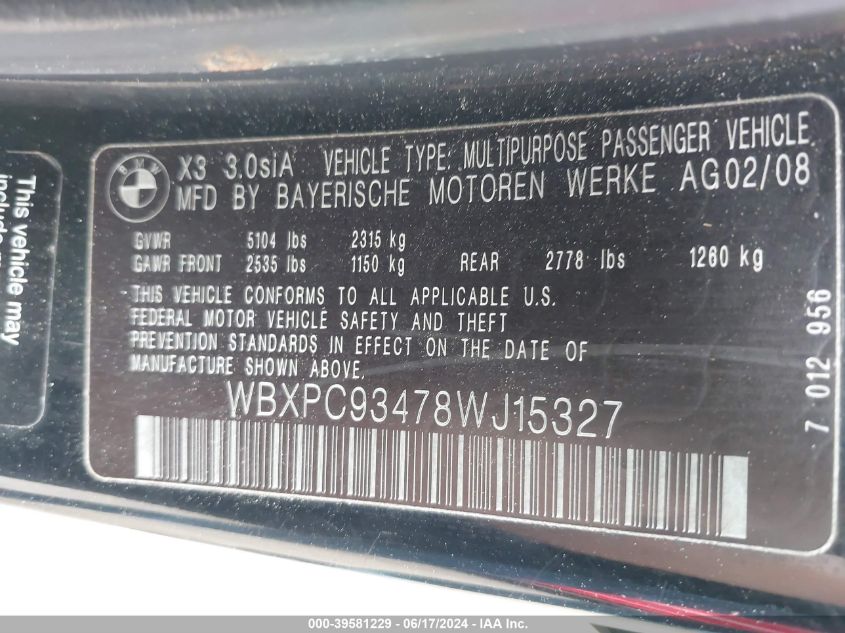 X3 3.0siA VEHICLE TYPE: MULTIPURPOSE PASSENGER VEHICLE
MFD BY BAYERISCHE MOTOREN WERKE AG02/08
BMW
GVWR 5104 lbs 2315 kg
GAWR FRONT 2535 lbs 1150 kg REAR 2778 lbs 1260 kg
THIS VEHICLE CONFORMS TO ALL APPLICABLE U.S.
FEDERAL MOTOR VEHICLE SAFETY AND THEFT
PREVENTION STANDARDS IN EFFECT ON THE DATE OF
MANUFACTURE SHOWN ABOVE.
WBXPC93478WJ15327
7 012 956
This vehicle may
000-39581229 - 06/17/2024 - IAA Inc.